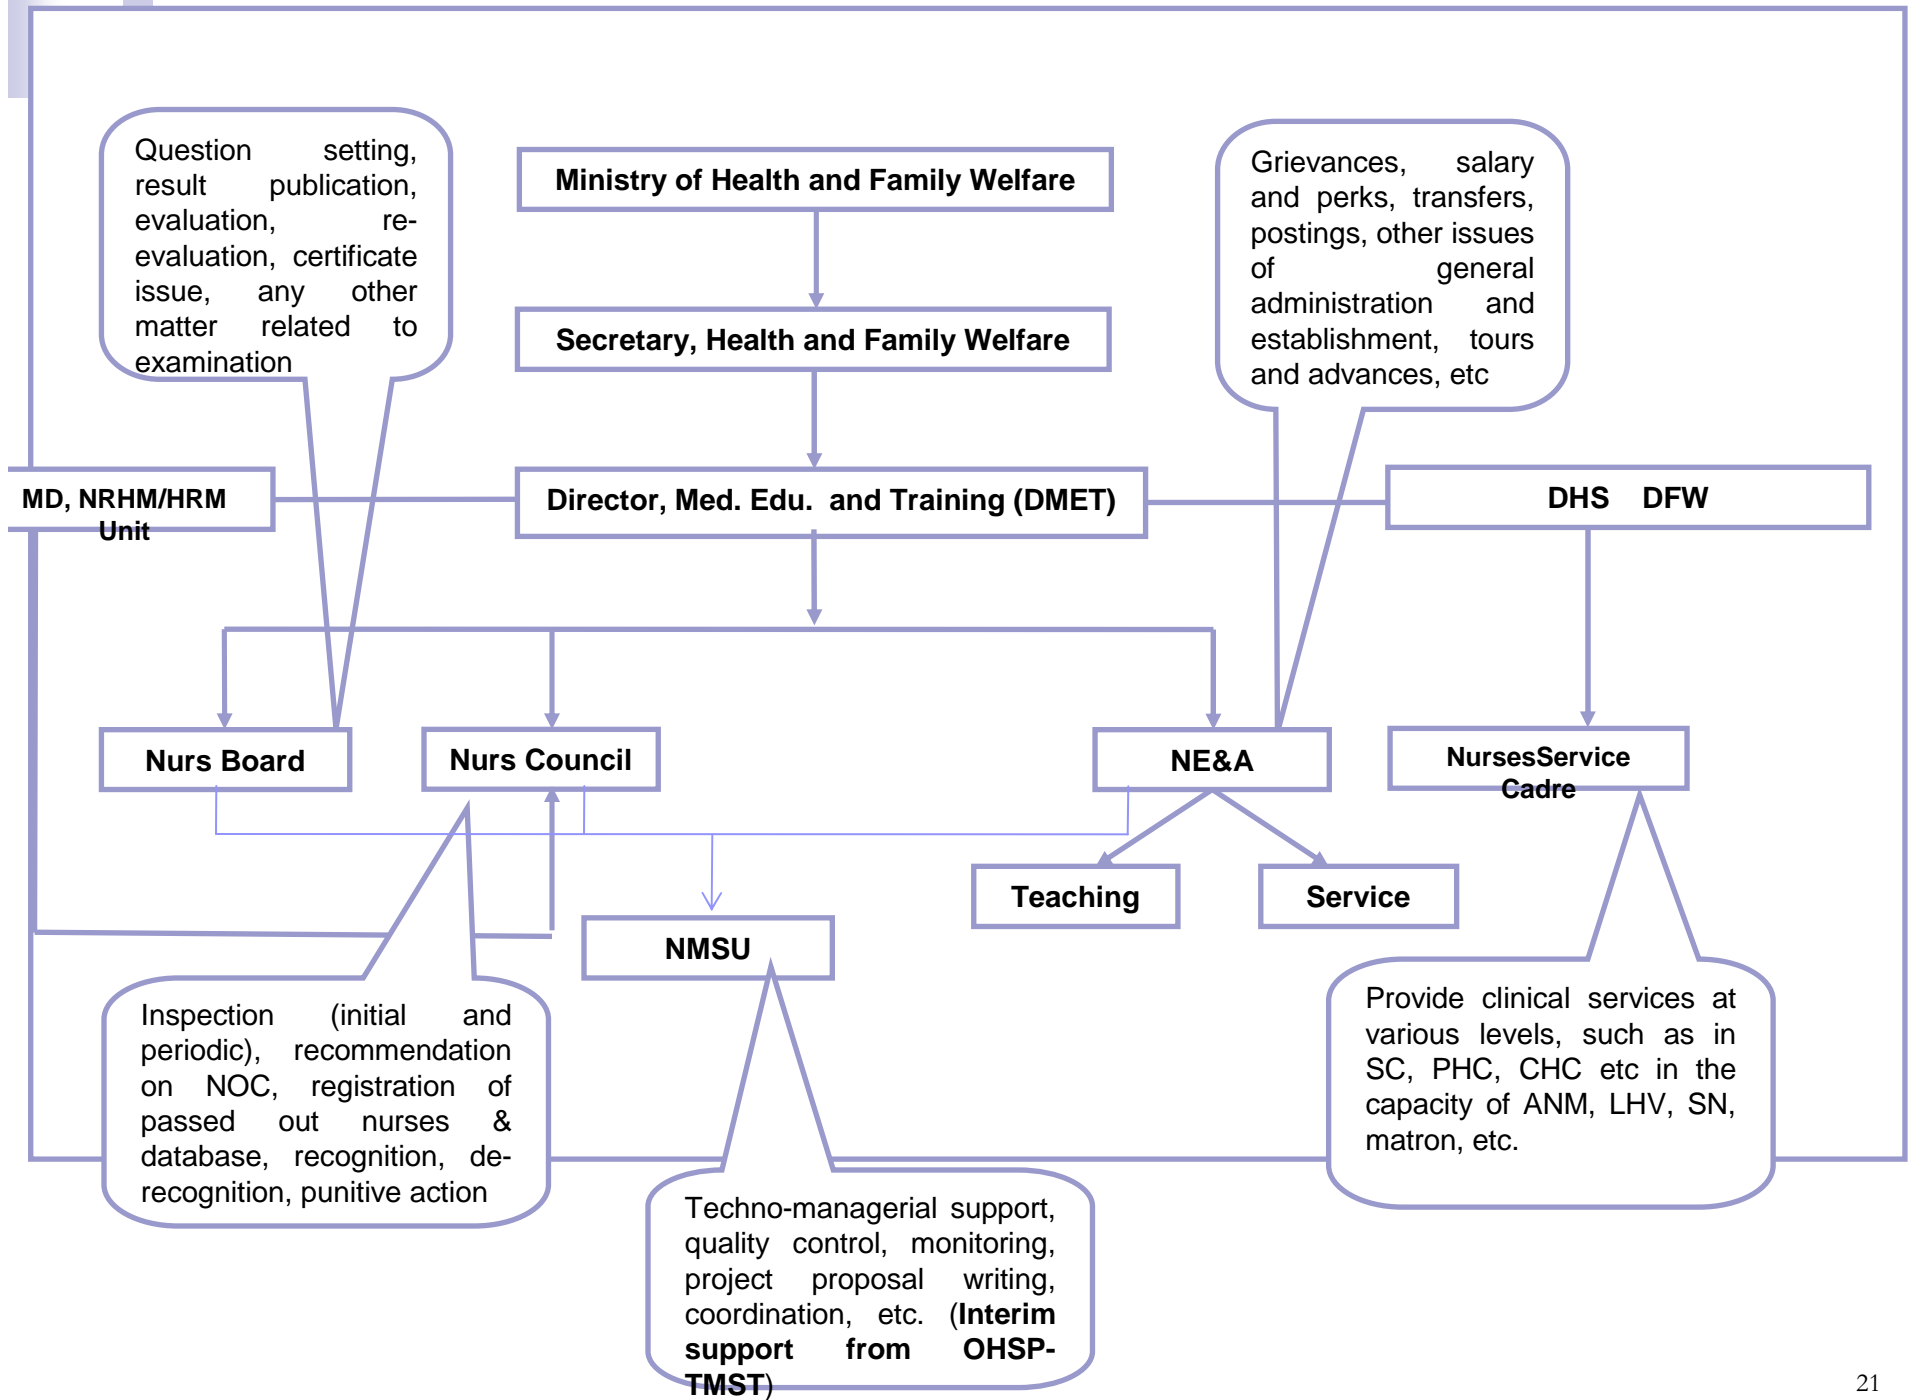 Question setting,
result publication,
evaluation, re-
evaluation, certificate
issue, any other
matter related to
examination
Ministry of Health and Family Welfare
Grievances, salary
and perks, transfers,
postings, other issues
of general
administration and
establishment, tours
and advances, etc
Secretary, Health and Family Welfare
MD, NRHM/HRM
Unit
Director, Med. Edu. and Training (DMET)
DHS DFW
Nurs Board
Nurs Council
NE&A
NursesService
Cadre
Teaching
Service
NMSU
Inspection (initial and
periodic), recommendation
on NOC, registration of
passed out nurses &
database, recognition, de-
recognition, punitive action
Provide clinical services at
various levels, such as in
SC, PHC, CHC etc in the
capacity of ANM, LHV, SN,
matron, etc.
Techno-managerial support,
quality control, monitoring,
project proposal writing,
coordination, etc. (Interim
support from OHSP-
TMST)
21